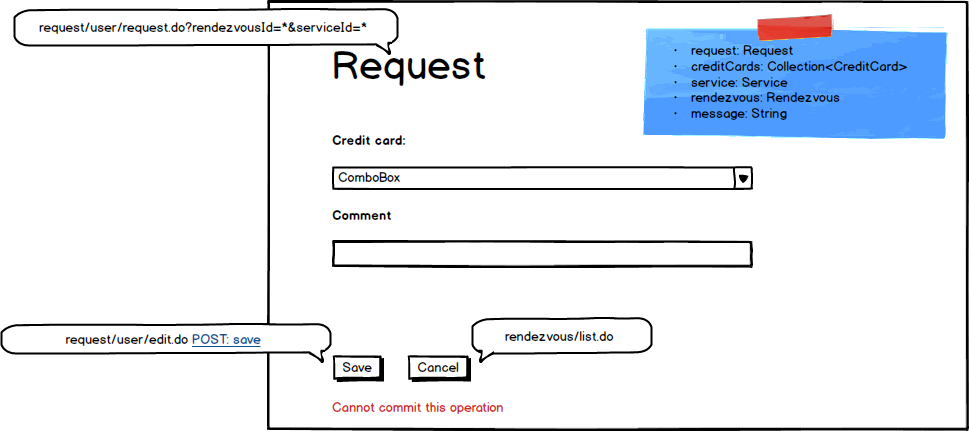 request/user/request.do?rendezvousId=*&serviceId=*
Request
· request: Request
· creditCards: Collection<CreditCard>
· service: Service
· rendezvous: Rendezvous
· message: String
Credit card:
ComboBox
Comment
request/user/edit.do POST: save
rendezvous/list.do
Save
Cancel
Cannot commit this operation